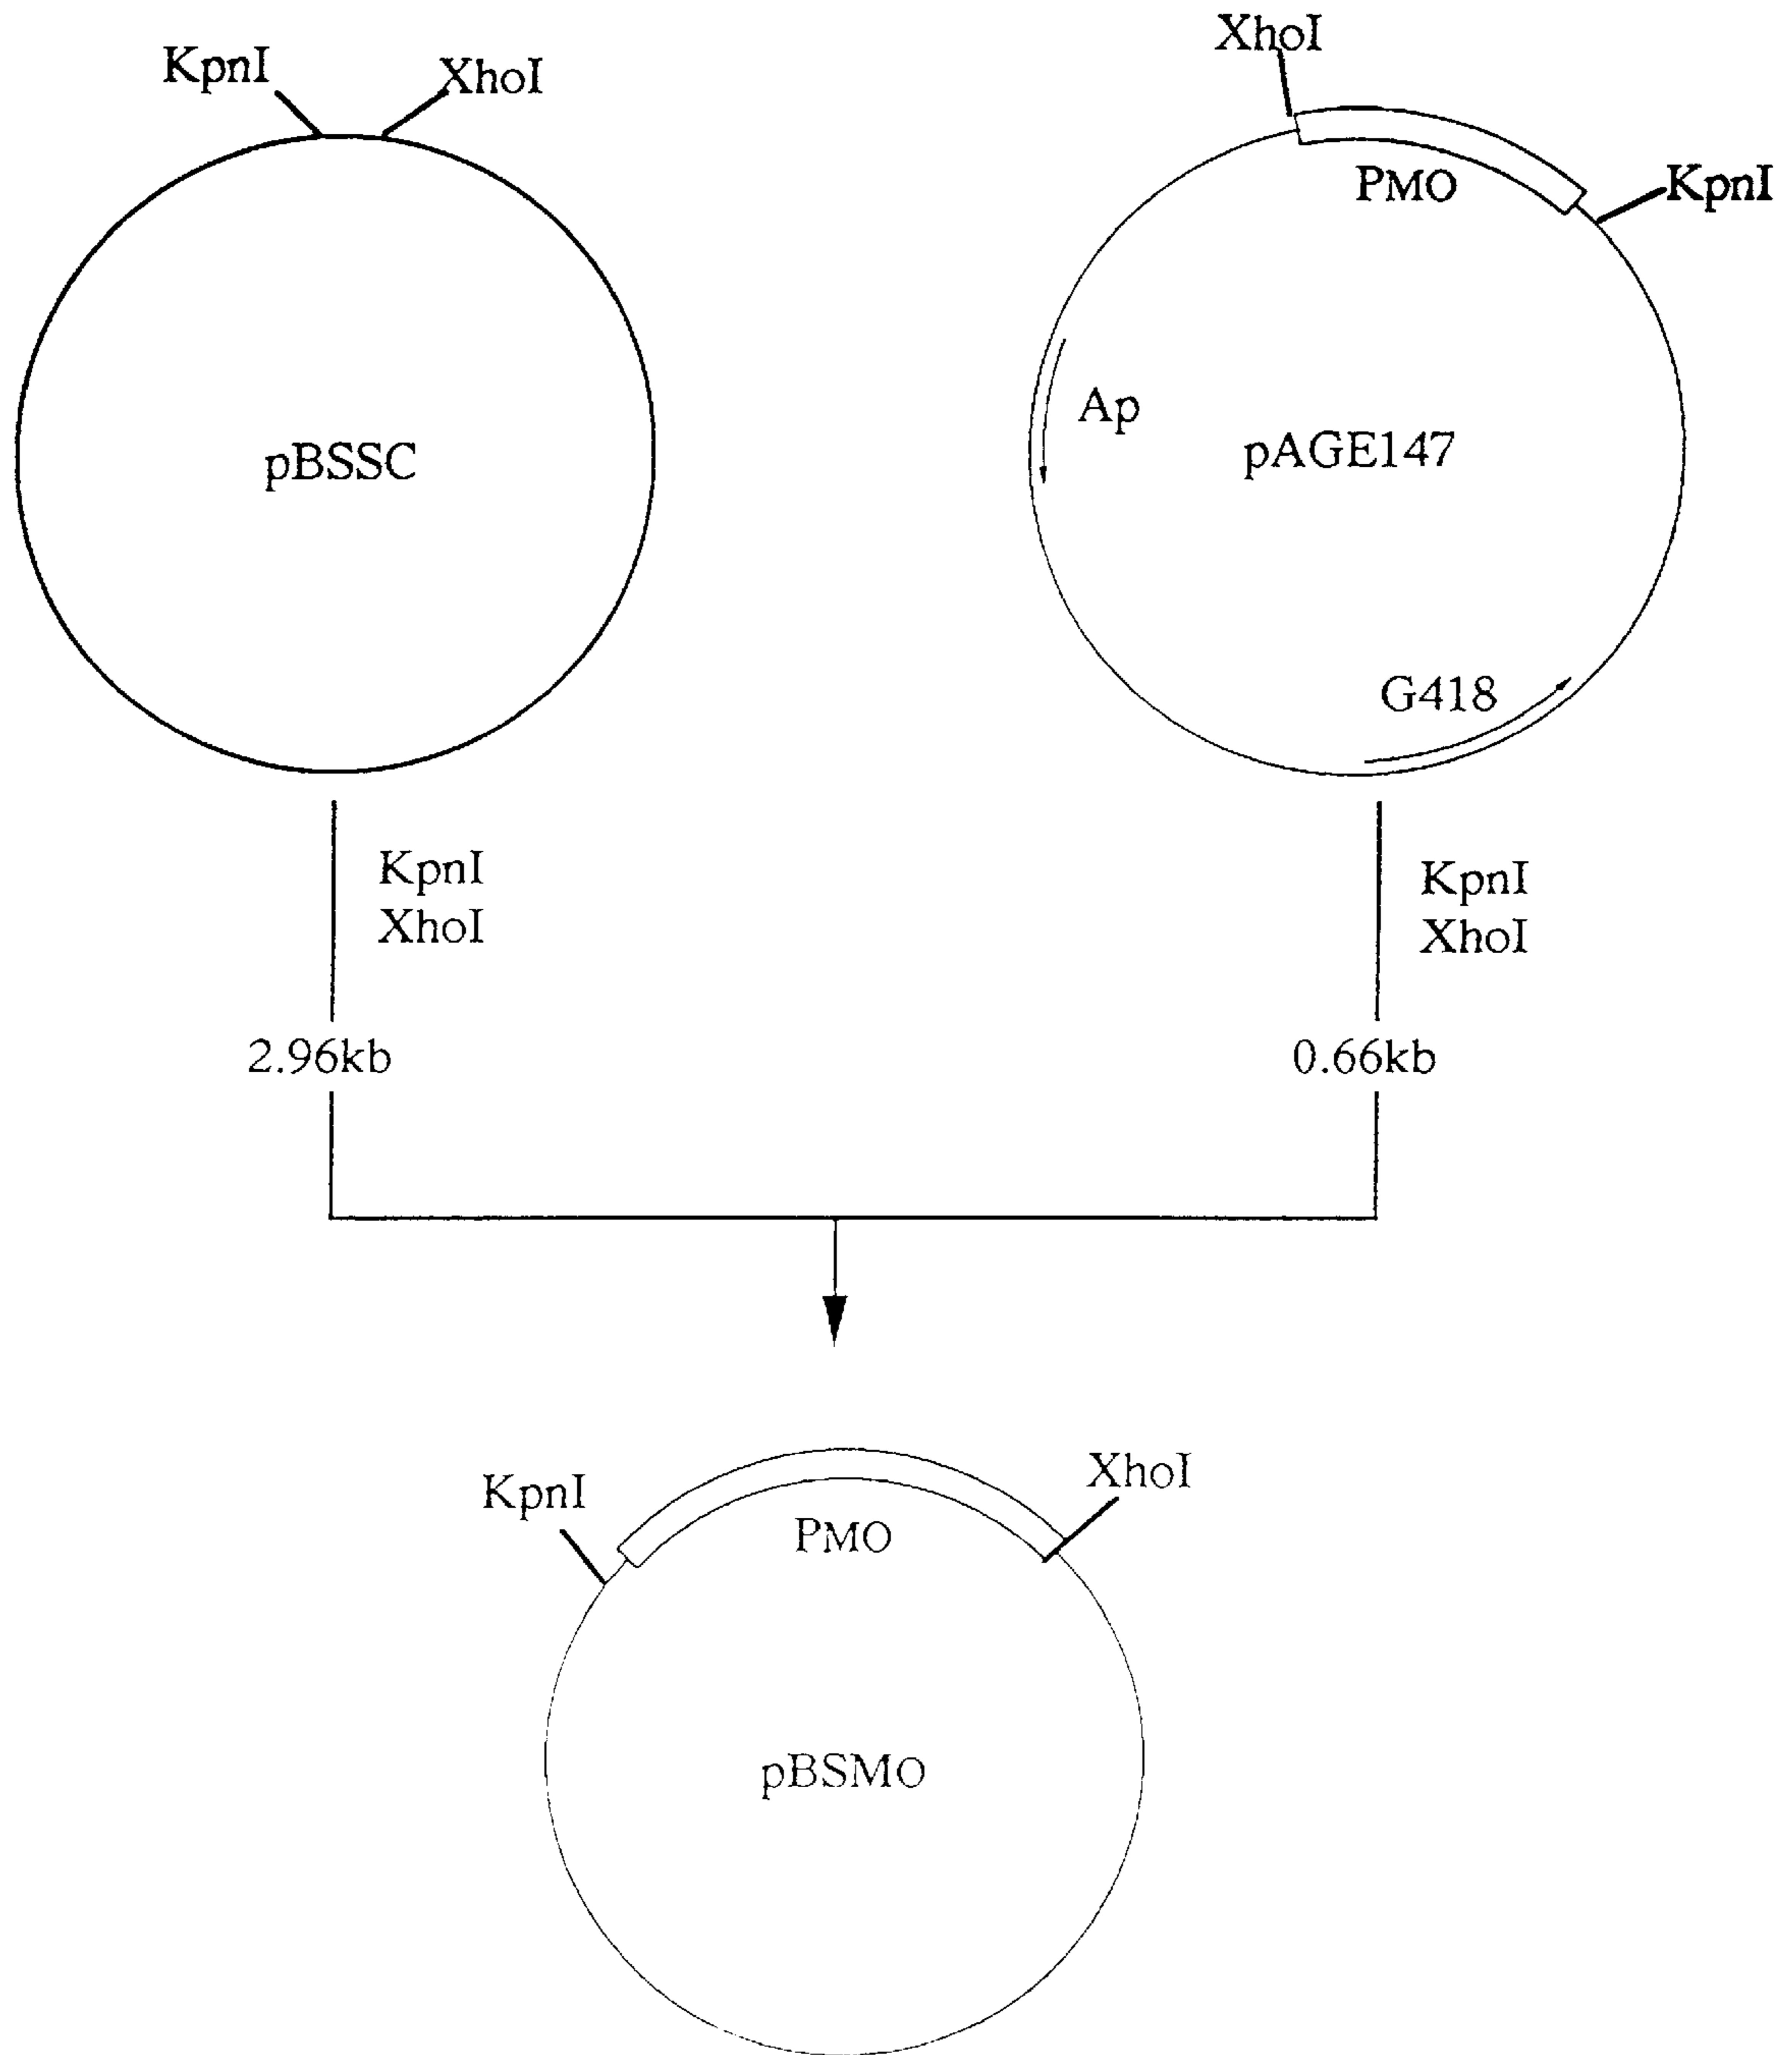 KpnI
XhoI
pBSSC
XhoI
PMO
KpnI
Ap
pAGE147
G418
KpnI
XhoI
KpnI
XhoI
2.96kb
0.66kb
KpnI
XhoI
PMO
pBSMO